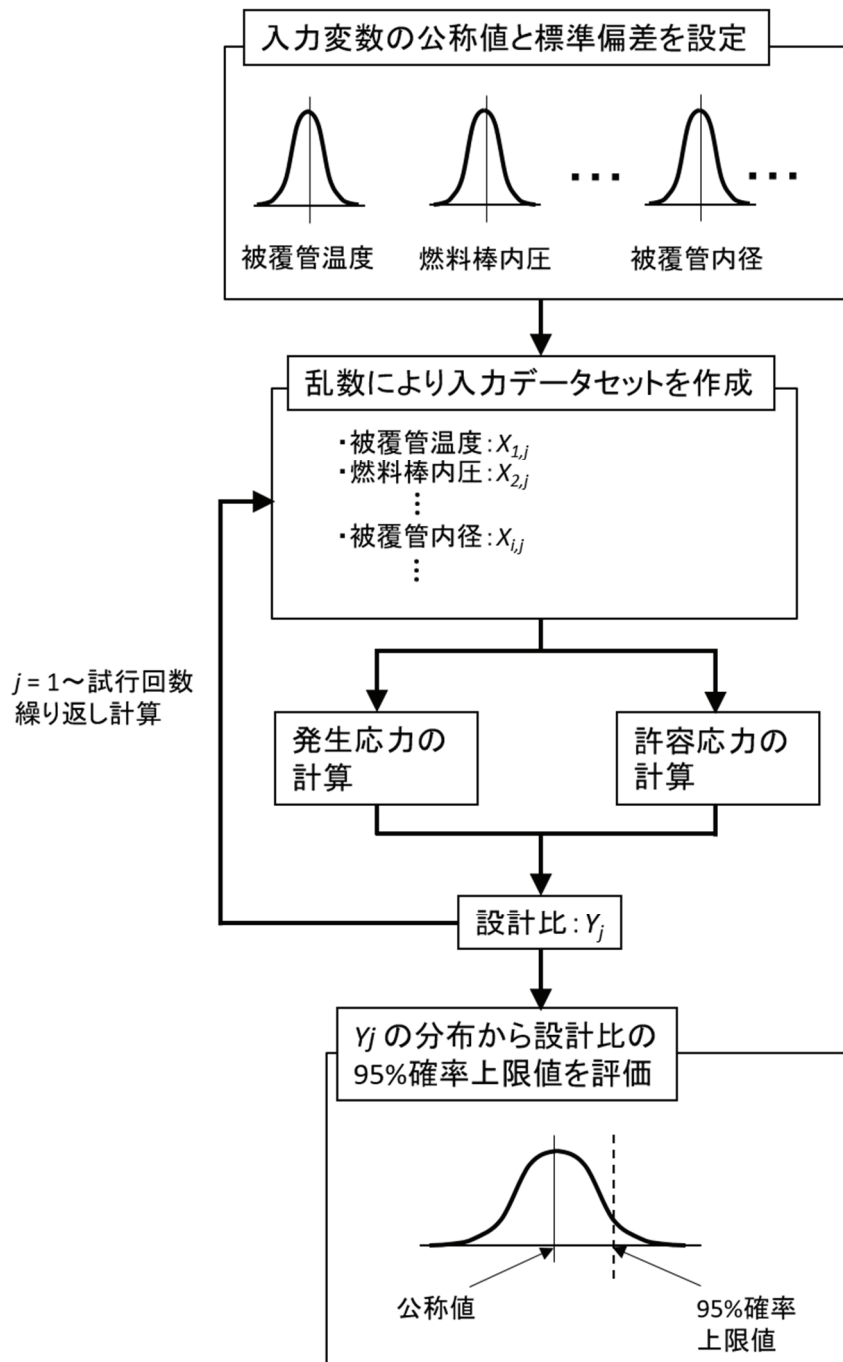 入力変数の公称値と標準偏差を設定
… …
被覆管温度 燃料棒内圧 被覆管内径
乱数により入力データセットを作成
・被覆管温度：X1,j
・燃料棒内圧：X2,j
⋮
・被覆管内径：Xi,j
⋮
j = 1～試行回数
繰り返し計算
発生応力の
計算
許容応力の
計算
設計比：Yj
Yj の分布から設計比の
95%確率上限値を評価
公称値
95%確率
上限値